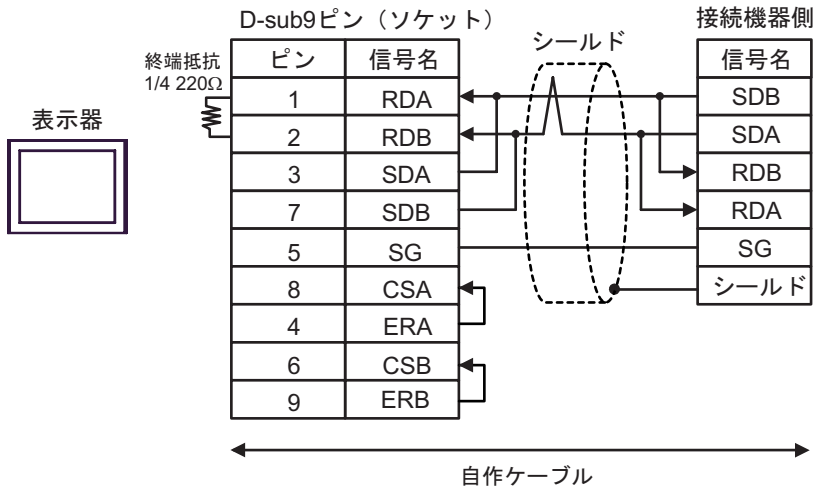 D-sub9ピン（ソケット）
接続機器側
シールド
終端抵抗
1/4 220Ω
表示器
ピン 信号名
1 RDA
2 RDB
3 SDA
7 SDB
5 SG
8 CSA
4 ERA
6 CSB
9 ERB
信号名
SDB
SDA
RDB
RDA
SG
シールド
自作ケーブル